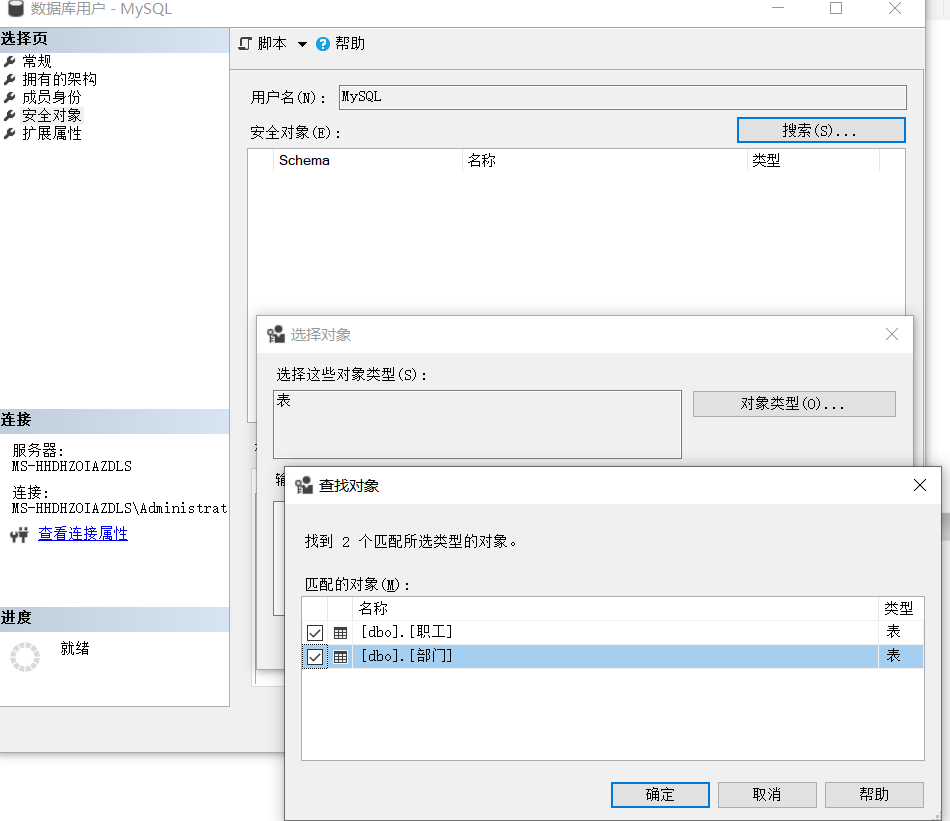 数据库用户 - MySQL
选择页
常规
拥有的架构
成员身份
安全对象
扩展属性
脚本 帮助
用户名(N)：
MySQL
安全对象(E)：
搜索(S)...
Schema 名称 类型
选择对象
选择这些对象类型(S)：
表
对象类型(O)...
连接
服务器:
MS-HHDHZOIAZDLS
连接:
MS-HHDHZOIAZDLS\Administrat
查看连接属性
进度
就绪
查找对象
找到 2 个匹配所选类型的对象。
匹配的对象(M)：
名称 类型
[dbo].[职工] 表
[dbo].[部门] 表
确定 取消 帮助